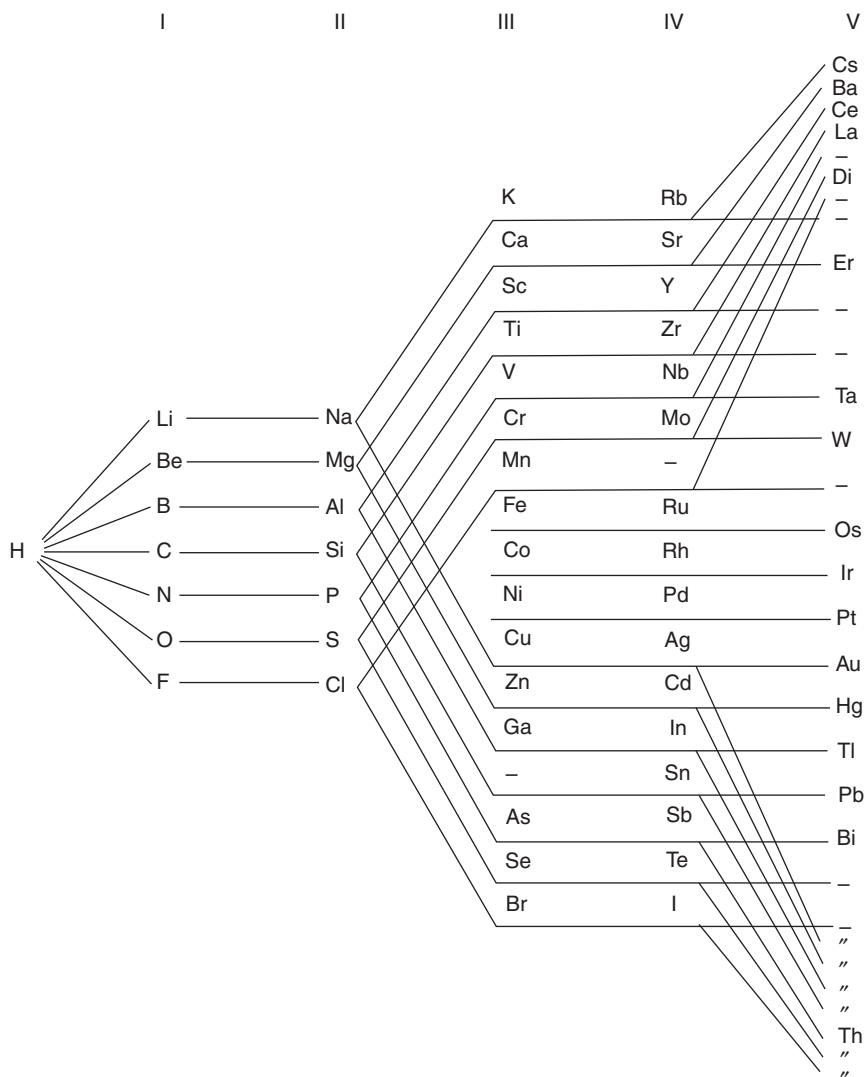 I II III IV V
Cs
Ba
Ce
La
–
Di
–
K Rb
–
Ca Sr
Er
Sc Y
–
Ti Zr
–
V Nb
Ta
Li Na Cr Mo
W
Be Mg Mn –
–
B Al Fe Ru
Os
H C Si Co Rh
Ir
N P Ni Pd
Pt
O S Cu Ag
Au
F Cl Zn Cd
Hg
Ga In
Tl
– Sn
Pb
As Sb
Bi
Se Te
–
Br I
–
″
″
″
″
Th
″
″